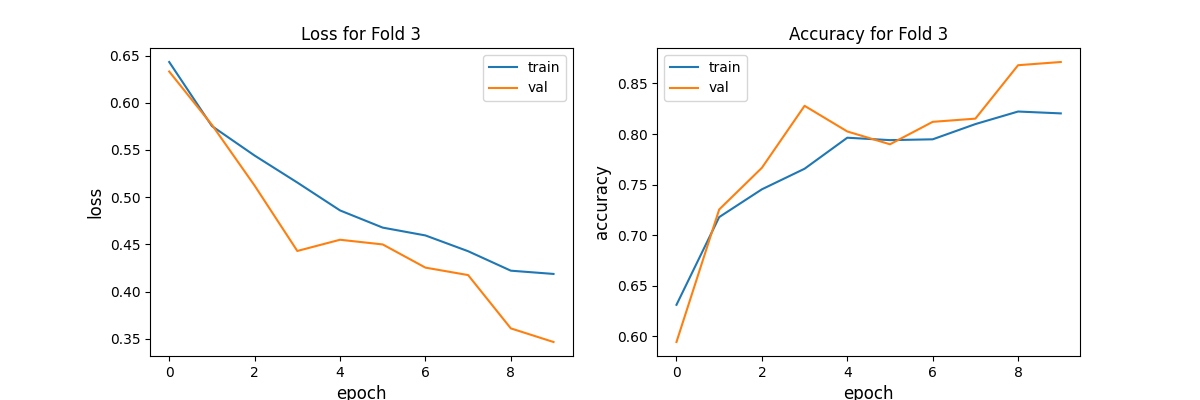 Loss for Fold 3
0.65
0.60
0.55
0.50
0.45
0.40
0.35
loss
0 2 4 6 8
epoch
train
val
Accuracy for Fold 3
0.85
0.80
0.75
0.70
0.65
0.60
accuracy
0 2 4 6 8
epoch
train
val